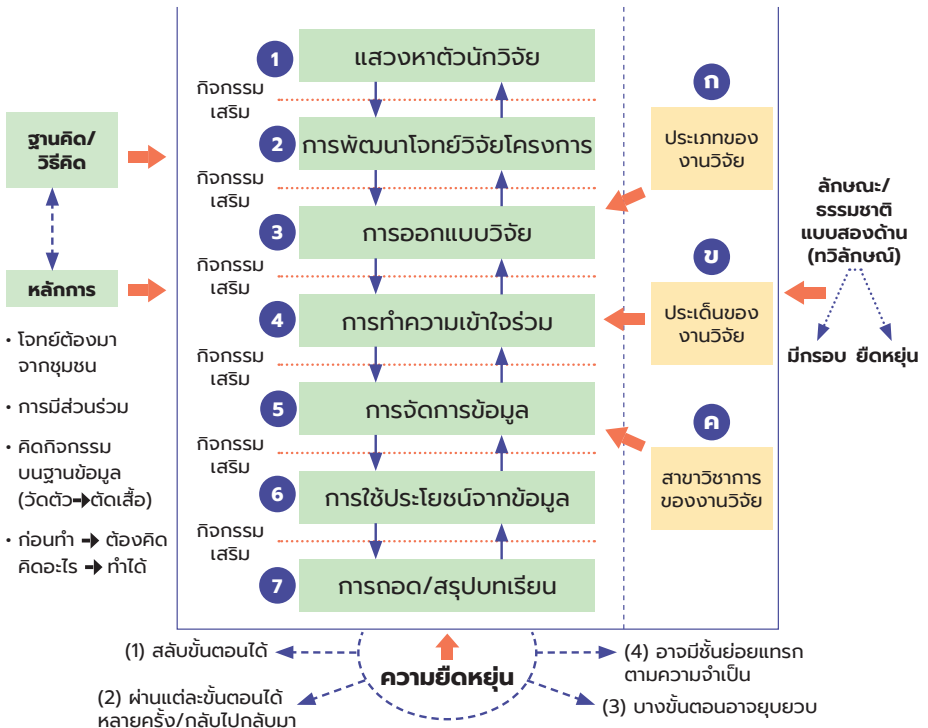 1
แสวงหาตัวนักวิจัย
กิจกรรม
เสริม
2
การพัฒนาโจทย์วิจัยโครงการ
กิจกรรม
เสริม
3
การออกแบบวิจัย
กิจกรรม
เสริม
4
การทำความเข้าใจร่วม
กิจกรรม
เสริม
5
การจัดการข้อมูล
กิจกรรม
เสริม
6
การใช้ประโยชน์จากข้อมูล
กิจกรรม
เสริม
7
การถอด/สรุปบทเรียน
ฐานคิด/
วิธีคิด
หลักการ
• โจทย์ต้องมา
จากชุมชน
• การมีส่วนร่วม
• คิดกิจกรรม
บนฐานข้อมูล
(วัดตัว→ตัดเสื้อ)
• ก่อนทำ → ต้องคิด
คิดอะไร → ทำได้
ก
ประเภทของ
งานวิจัย
ข
ประเด็นของ
งานวิจัย
ค
สาขาวิชาการ
ของงานวิจัย
ลักษณะ/
ธรรมชาติ
แบบสองด้าน
(ทวิลักษณ์)
มีกรอบ ยืดหยุ่น
ความยืดหยุ่น
(1) สลับขั้นตอนได้
(2) ผ่านแต่ละขั้นตอนได้
หลายครั้ง/กลับไปกลับมา
(4) อาจมีชั้นย่อยแทรก
ตามความจำเป็น
(3) บางขั้นตอนอาจยุบยวบ